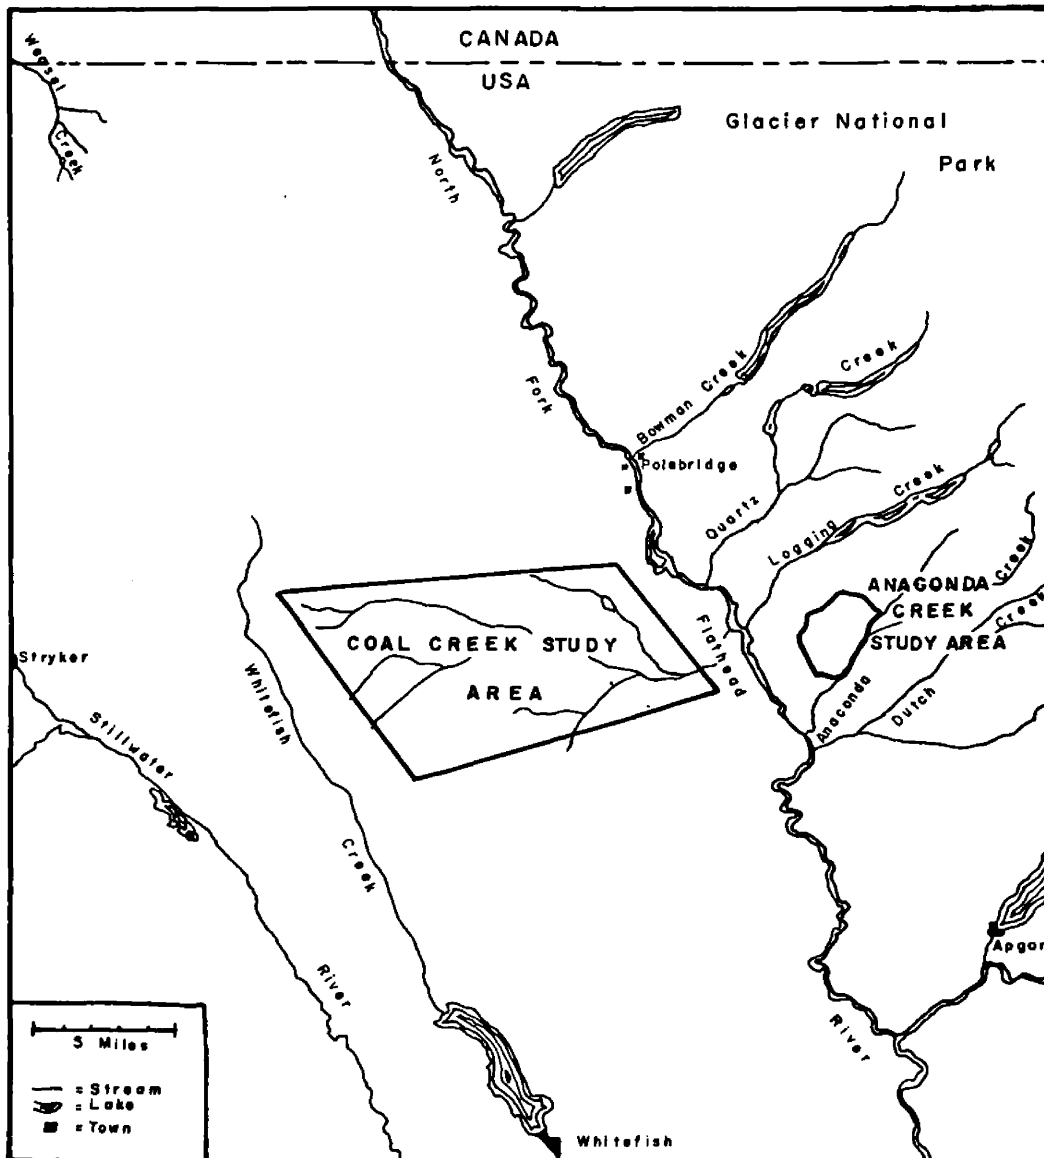 CANADA
USA
Weasel
Creek
Glacier National
Park
North
Fork
Flathead
River
Bowman Creek
Polebridge
Creek
Quartz
Logging Creek
ANAGONDA
CREEK
STUDY AREA
Creek
Creek
Anaconda
Dutch
COAL CREEK STUDY
AREA
Stryker
Stillwater
River
Whitefish
Creek
Apgar
Whitefish
5 Miles
= Stream
= Lake
= Town